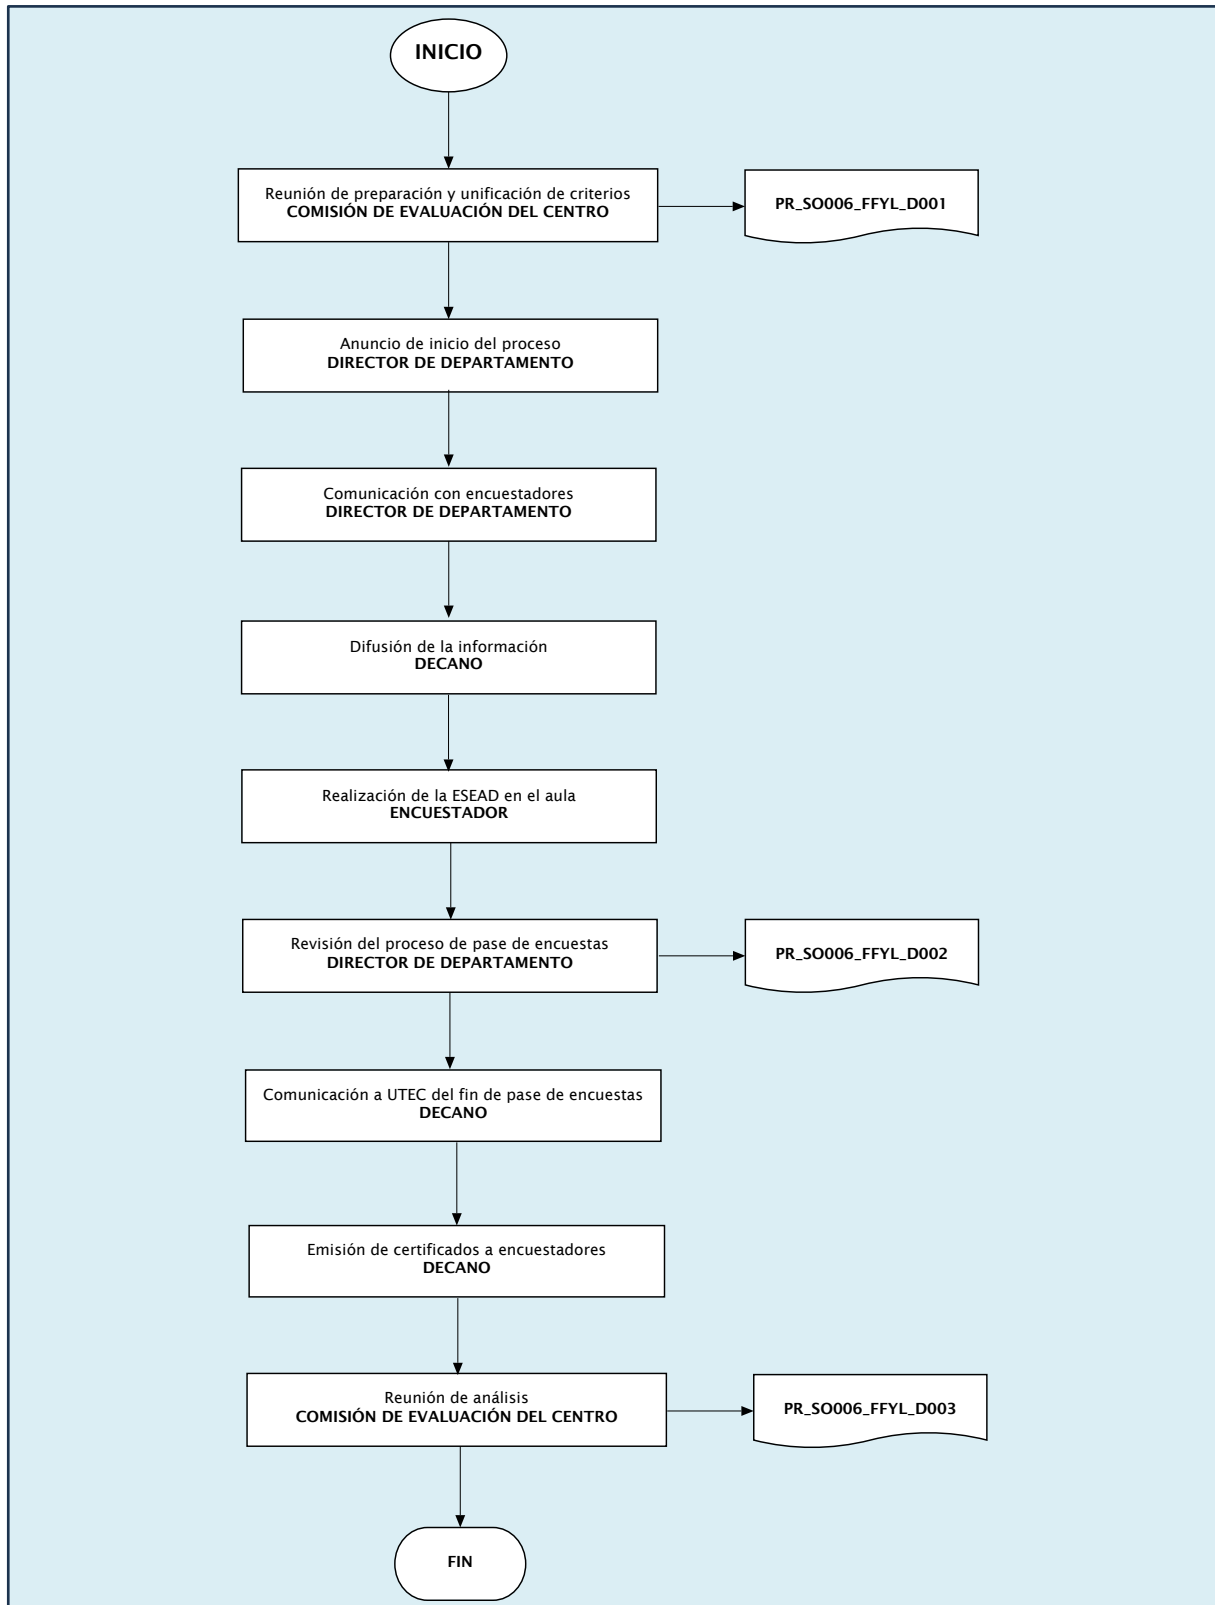 INICIO
Reunión de preparación y unificación de criterios
COMISIÓN DE EVALUACIÓN DEL CENTRO
PR_SO006_FFYL_D001
Anuncio de inicio del proceso
DIRECTOR DE DEPARTAMENTO
Comunicación con encuestadores
DIRECTOR DE DEPARTAMENTO
Difusión de la información
DECANO
Realización de la ESEAD en el aula
ENCUESTADOR
Revisión del proceso de pase de encuestas
DIRECTOR DE DEPARTAMENTO
PR_SO006_FFYL_D002
Comunicación a UTEC del fin de pase de encuestas
DECANO
Emisión de certificados a encuestadores
DECANO
Reunión de análisis
COMISIÓN DE EVALUACIÓN DEL CENTRO
PR_SO006_FFYL_D003
FIN